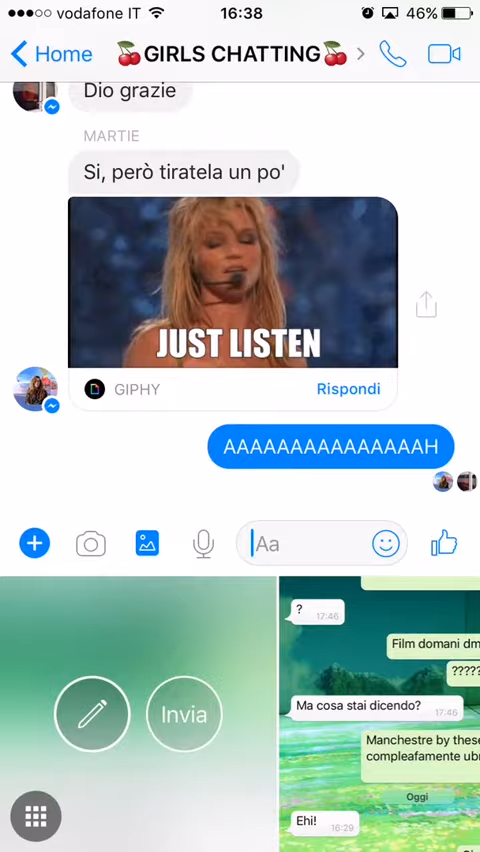 vodafone IT 16:38 46%
Home 🍒GIRLS CHATTING🍒
Dio grazie
MARTIE
Si, però tiratela un po'
JUST LISTEN
GIPHY Rispondi
AAAAAAAAAAAAAAAH
Aa
?
17:46
Film domani dm
?????
Ma cosa stai dicendo?
17:46
Manchestre by these
compleafamente ubr
Invia
Oggi
Ehi!
16:29